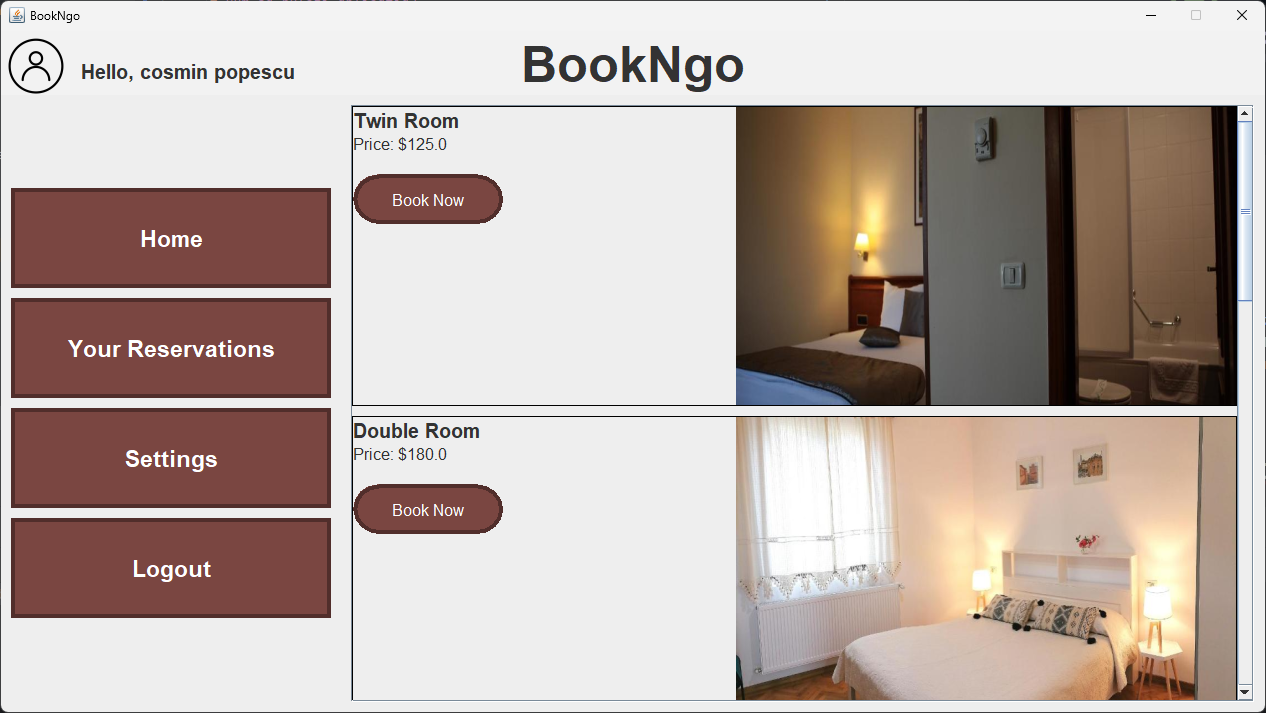 BookNgo
Hello, cosmin popescu
BookNgo
Home
Your Reservations
Settings
Logout
Twin Room
Price: $125.0
Book Now
Double Room
Price: $180.0
Book Now